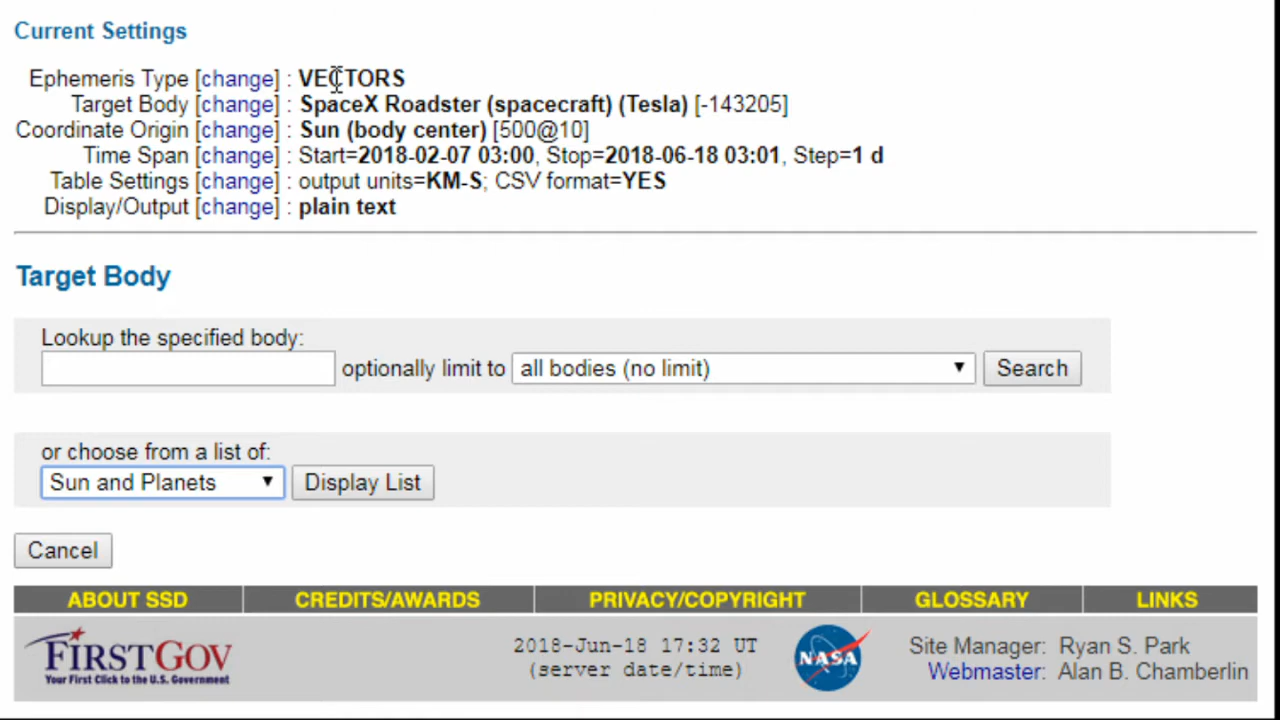 Current Settings
Ephemeris Type [change] : VECTORS
Target Body [change] : SpaceX Roadster (spacecraft) (Tesla) [-143205]
Coordinate Origin [change] : Sun (body center) [500@10]
Time Span [change] : Start=2018-02-07 03:00, Stop=2018-06-18 03:01, Step=1 d
Table Settings [change] : output units=KM-S; CSV format=YES
Display/Output [change] : plain text
Target Body
Lookup the specified body:
optionally limit to all bodies (no limit) Search
or choose from a list of:
Sun and Planets Display List
Cancel
ABOUT SSD CREDITS/AWARDS PRIVACY/COPYRIGHT GLOSSARY LINKS
FIRSTGOV
Your First Click to the U.S. Government
2018-Jun-18 17:32 UT
(server date/time)
NASA
Site Manager: Ryan S. Park
Webmaster: Alan B. Chamberlin